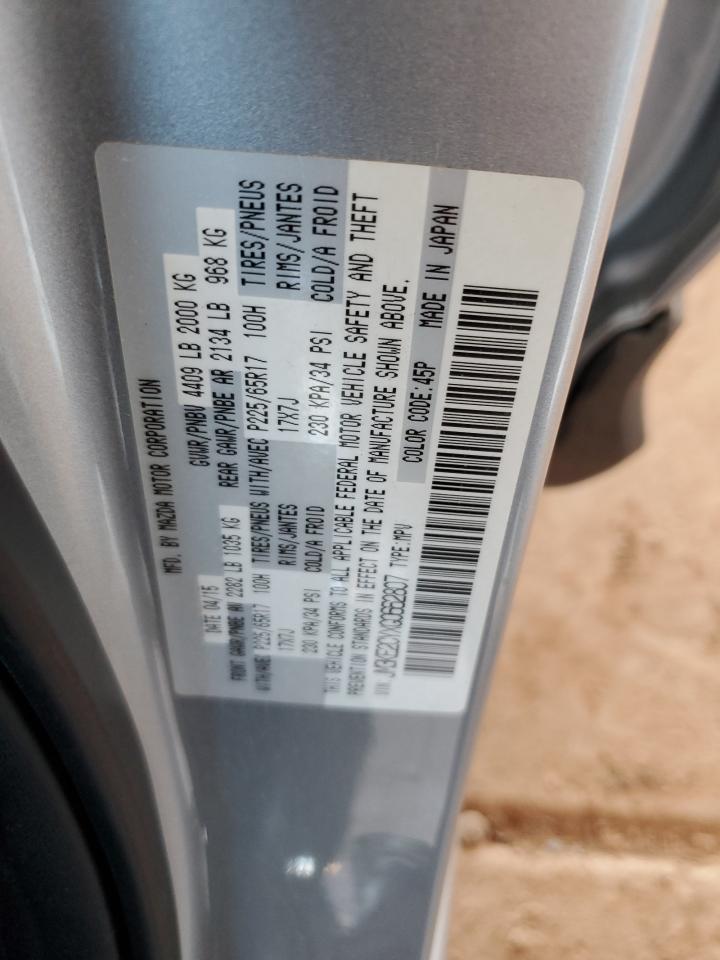 MFD. BY MAZDA MOTOR CORPORATION
DATE 04/15 GVWR/PNBV 4409 LB 2000 KG
FRONT GAWR/PNBE AV 2282 LB 1035 KG REAR GAWR/PNBE AR 2134 LB 968 KG
WITH/AVEC P225/65R17 100H TIRES/PNEUS WITH/AVEC P225/65R17 100H TIRES/PNEUS
17X7J RIMS/JANTES 17X7J RIMS/JANTES
230 KPA/34 PSI COLD/A FROID 230 KPA/34 PSI COLD/A FROID
THIS VEHICLE CONFORMS TO ALL APPLICABLE FEDERAL MOTOR VEHICLE SAFETY AND THEFT
PREVENTION STANDARDS IN EFFECT ON THE DATE OF MANUFACTURE SHOWN ABOVE.
VIN: TYPE:MPV COLOR CODE:45P MADE IN JAPAN